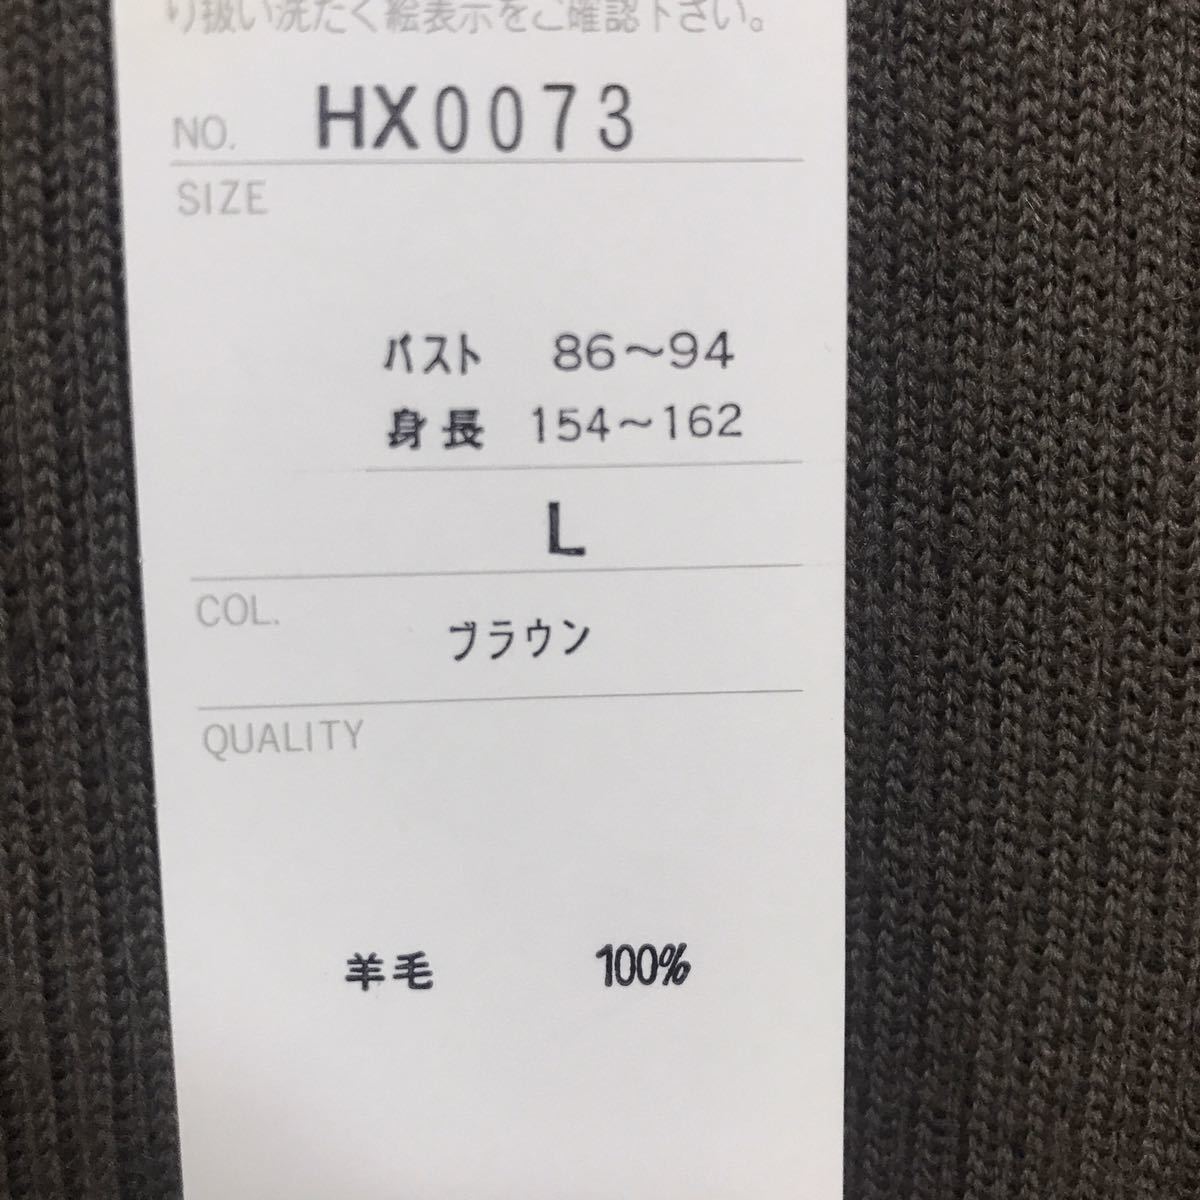 り扱い洗たく絵表示をご確認下さい。
NO. HX0073
SIZE
バスト 86～94
身長 154～162
L
COL.
ブラウン
QUALITY
羊毛 100%